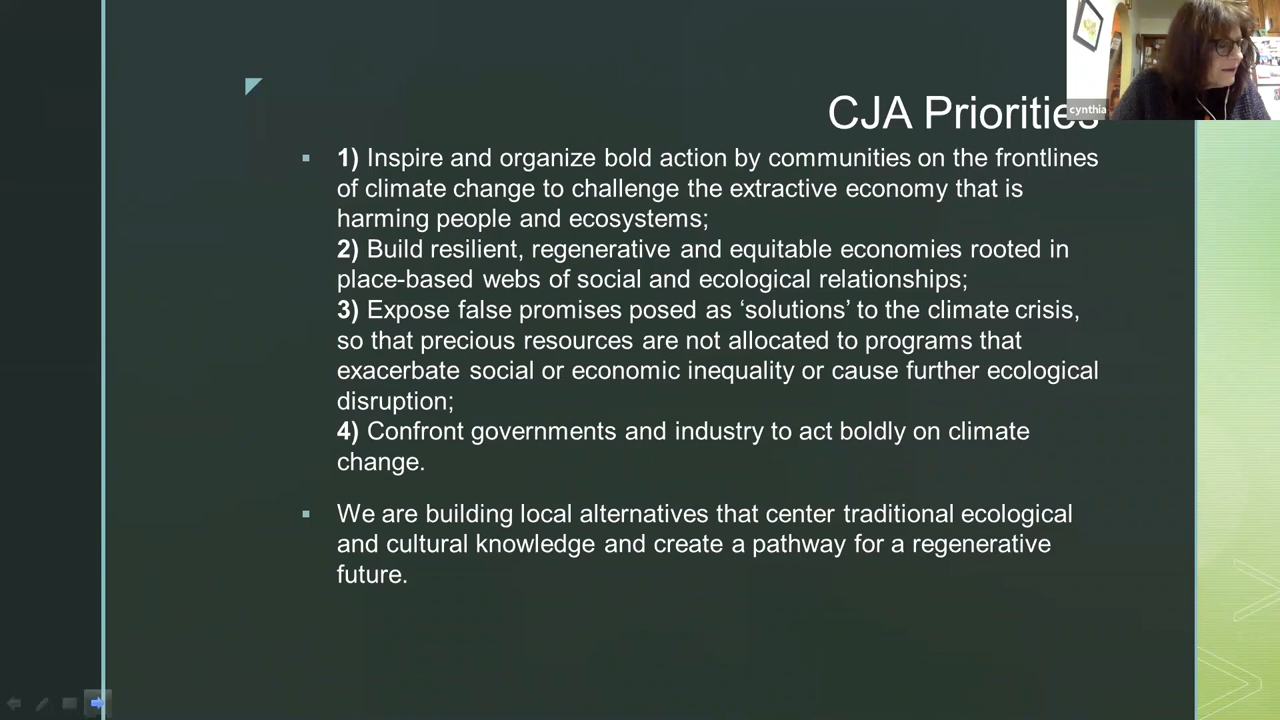 CJA Priorities
1) Inspire and organize bold action by communities on the frontlines
of climate change to challenge the extractive economy that is
harming people and ecosystems;
2) Build resilient, regenerative and equitable economies rooted in
place-based webs of social and ecological relationships;
3) Expose false promises posed as ‘solutions’ to the climate crisis,
so that precious resources are not allocated to programs that
exacerbate social or economic inequality or cause further ecological
disruption;
4) Confront governments and industry to act boldly on climate
change.
We are building local alternatives that center traditional ecological
and cultural knowledge and create a pathway for a regenerative
future.
cynthia